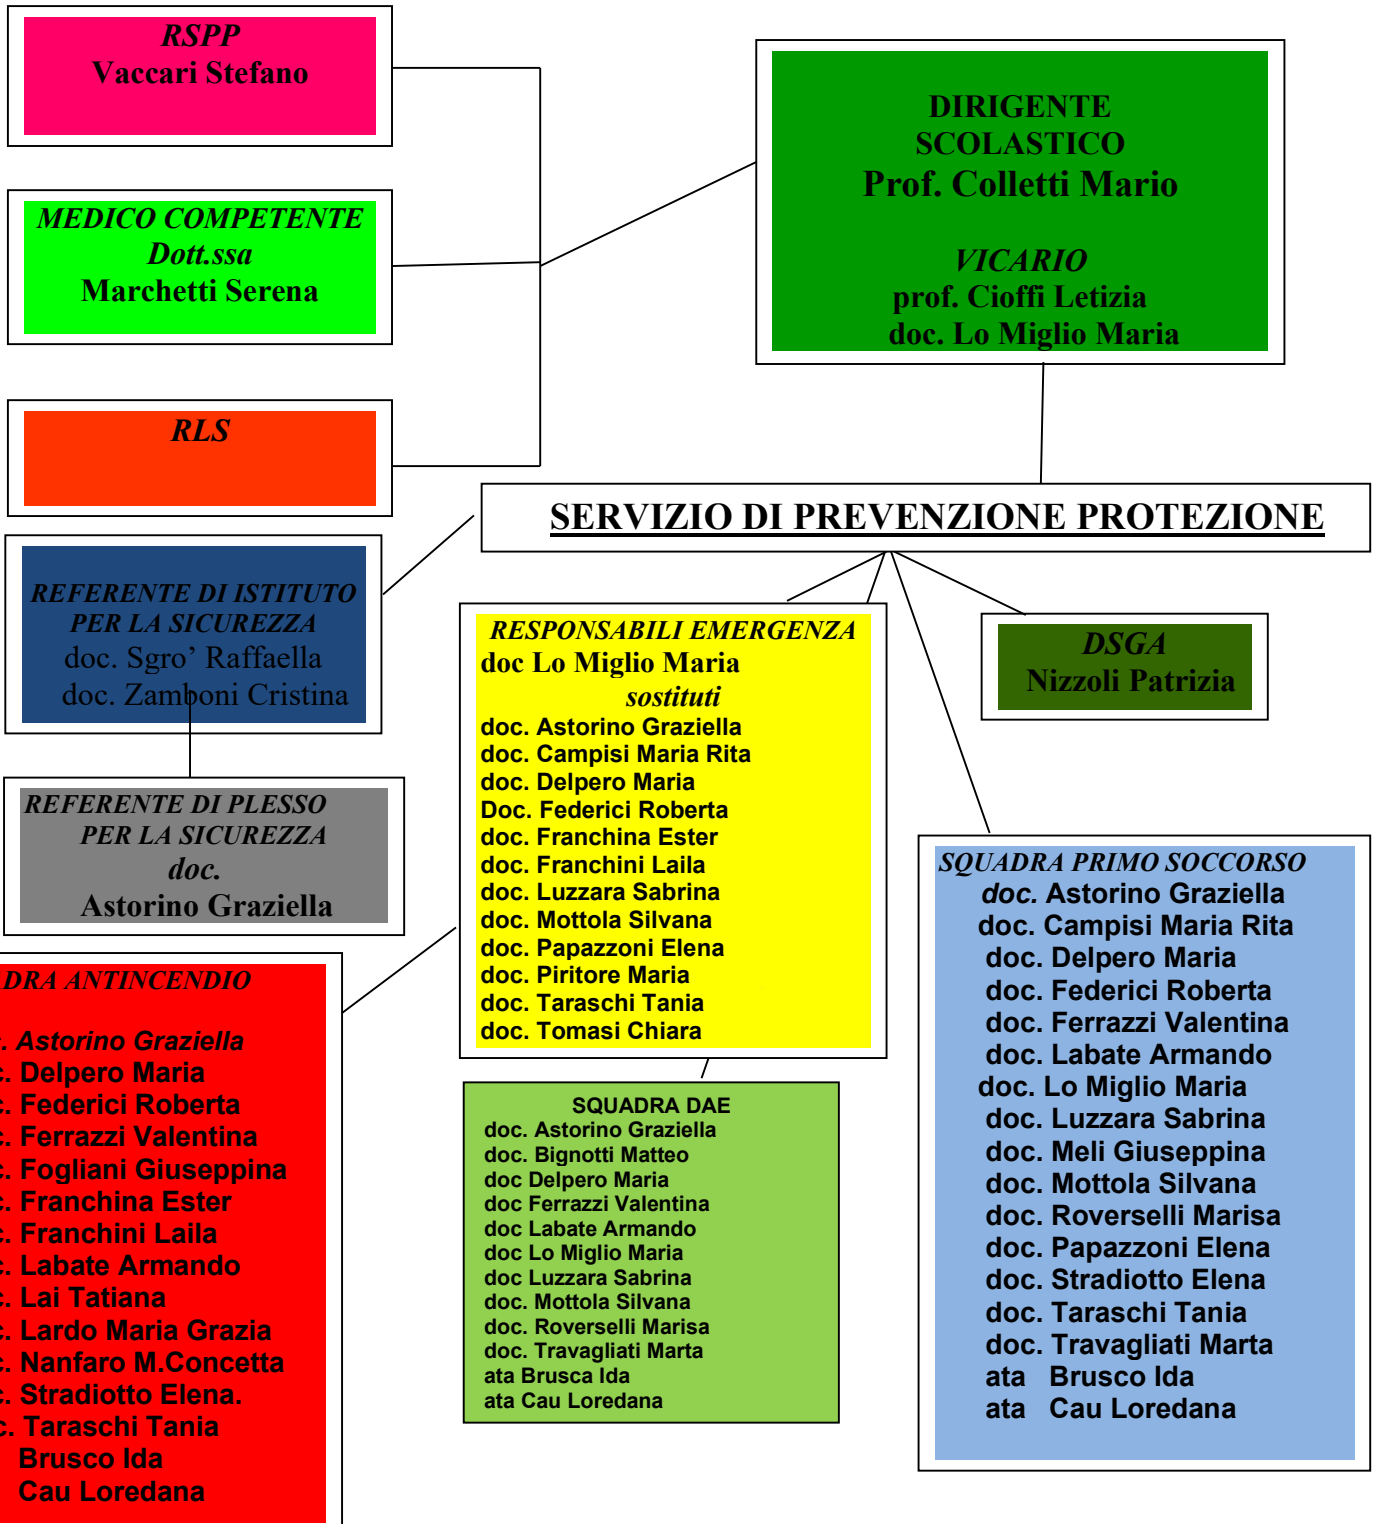 RSPP
Vaccari Stefano
DIRIGENTE
SCOLASTICO
Prof. Colletti Mario
VICARIO
prof. Cioffi Letizia
doc. Lo Miglio Maria
MEDICO COMPETENTE
Dott.ssa
Marchetti Serena
RLS
SERVIZIO DI PREVENZIONE PROTEZIONE
REFERENTE DI ISTITUTO
PER LA SICUREZZA
doc. Sgro’ Raffaella
doc. Zamboni Cristina
RESPONSABILI EMERGENZA
doc Lo Miglio Maria
sostituti
doc. Astorino Graziella
doc. Campisi Maria Rita
doc. Delpero Maria
Doc. Federici Roberta
doc. Franchina Ester
doc. Franchini Laila
doc. Luzzara Sabrina
doc. Mottola Silvana
doc. Papazzoni Elena
doc. Piritore Maria
doc. Taraschi Tania
doc. Tomasi Chiara
DSGA
Nizzoli Patrizia
REFERENTE DI PLESSO
PER LA SICUREZZA
doc.
Astorino Graziella
SQUADRA PRIMO SOCCORSO
doc. Astorino Graziella
doc. Campisi Maria Rita
doc. Delpero Maria
doc. Federici Roberta
doc. Ferrazzi Valentina
doc. Labate Armando
doc. Lo Miglio Maria
doc. Luzzara Sabrina
doc. Meli Giuseppina
doc. Mottola Silvana
doc. Roverselli Marisa
doc. Papazzoni Elena
doc. Stradiotto Elena
doc. Taraschi Tania
doc. Travagliati Marta
ata Brusco Ida
ata Cau Loredana
DRA ANTINCENDIO
. Astorino Graziella
c. Delpero Maria
c. Federici Roberta
c. Ferrazzi Valentina
c. Fogliani Giuseppina
c. Franchina Ester
c. Franchini Laila
c. Labate Armando
c. Lai Tatiana
c. Lardo Maria Grazia
c. Nanfaro M.Concetta
c. Stradiotto Elena.
c. Taraschi Tania
Brusco Ida
Cau Loredana
SQUADRA DAE
doc. Astorino Graziella
doc. Bignotti Matteo
doc Delpero Maria
doc Ferrazzi Valentina
doc Labate Armando
doc Lo Miglio Maria
doc Luzzara Sabrina
doc. Mottola Silvana
doc. Roverselli Marisa
doc. Travagliati Marta
ata Brusca Ida
ata Cau Loredana